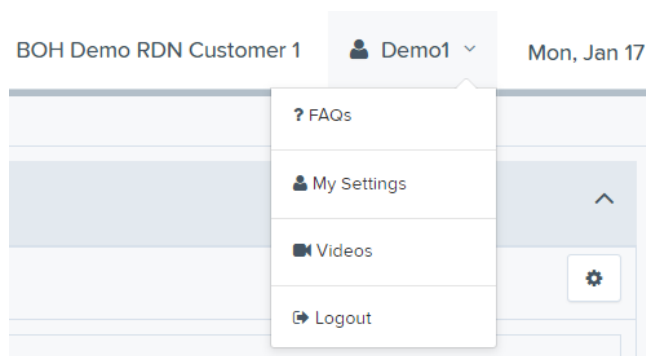 BOH Demo RDN Customer 1 Demo1 Mon, Jan 17
? FAQs
My Settings
Videos
Logout